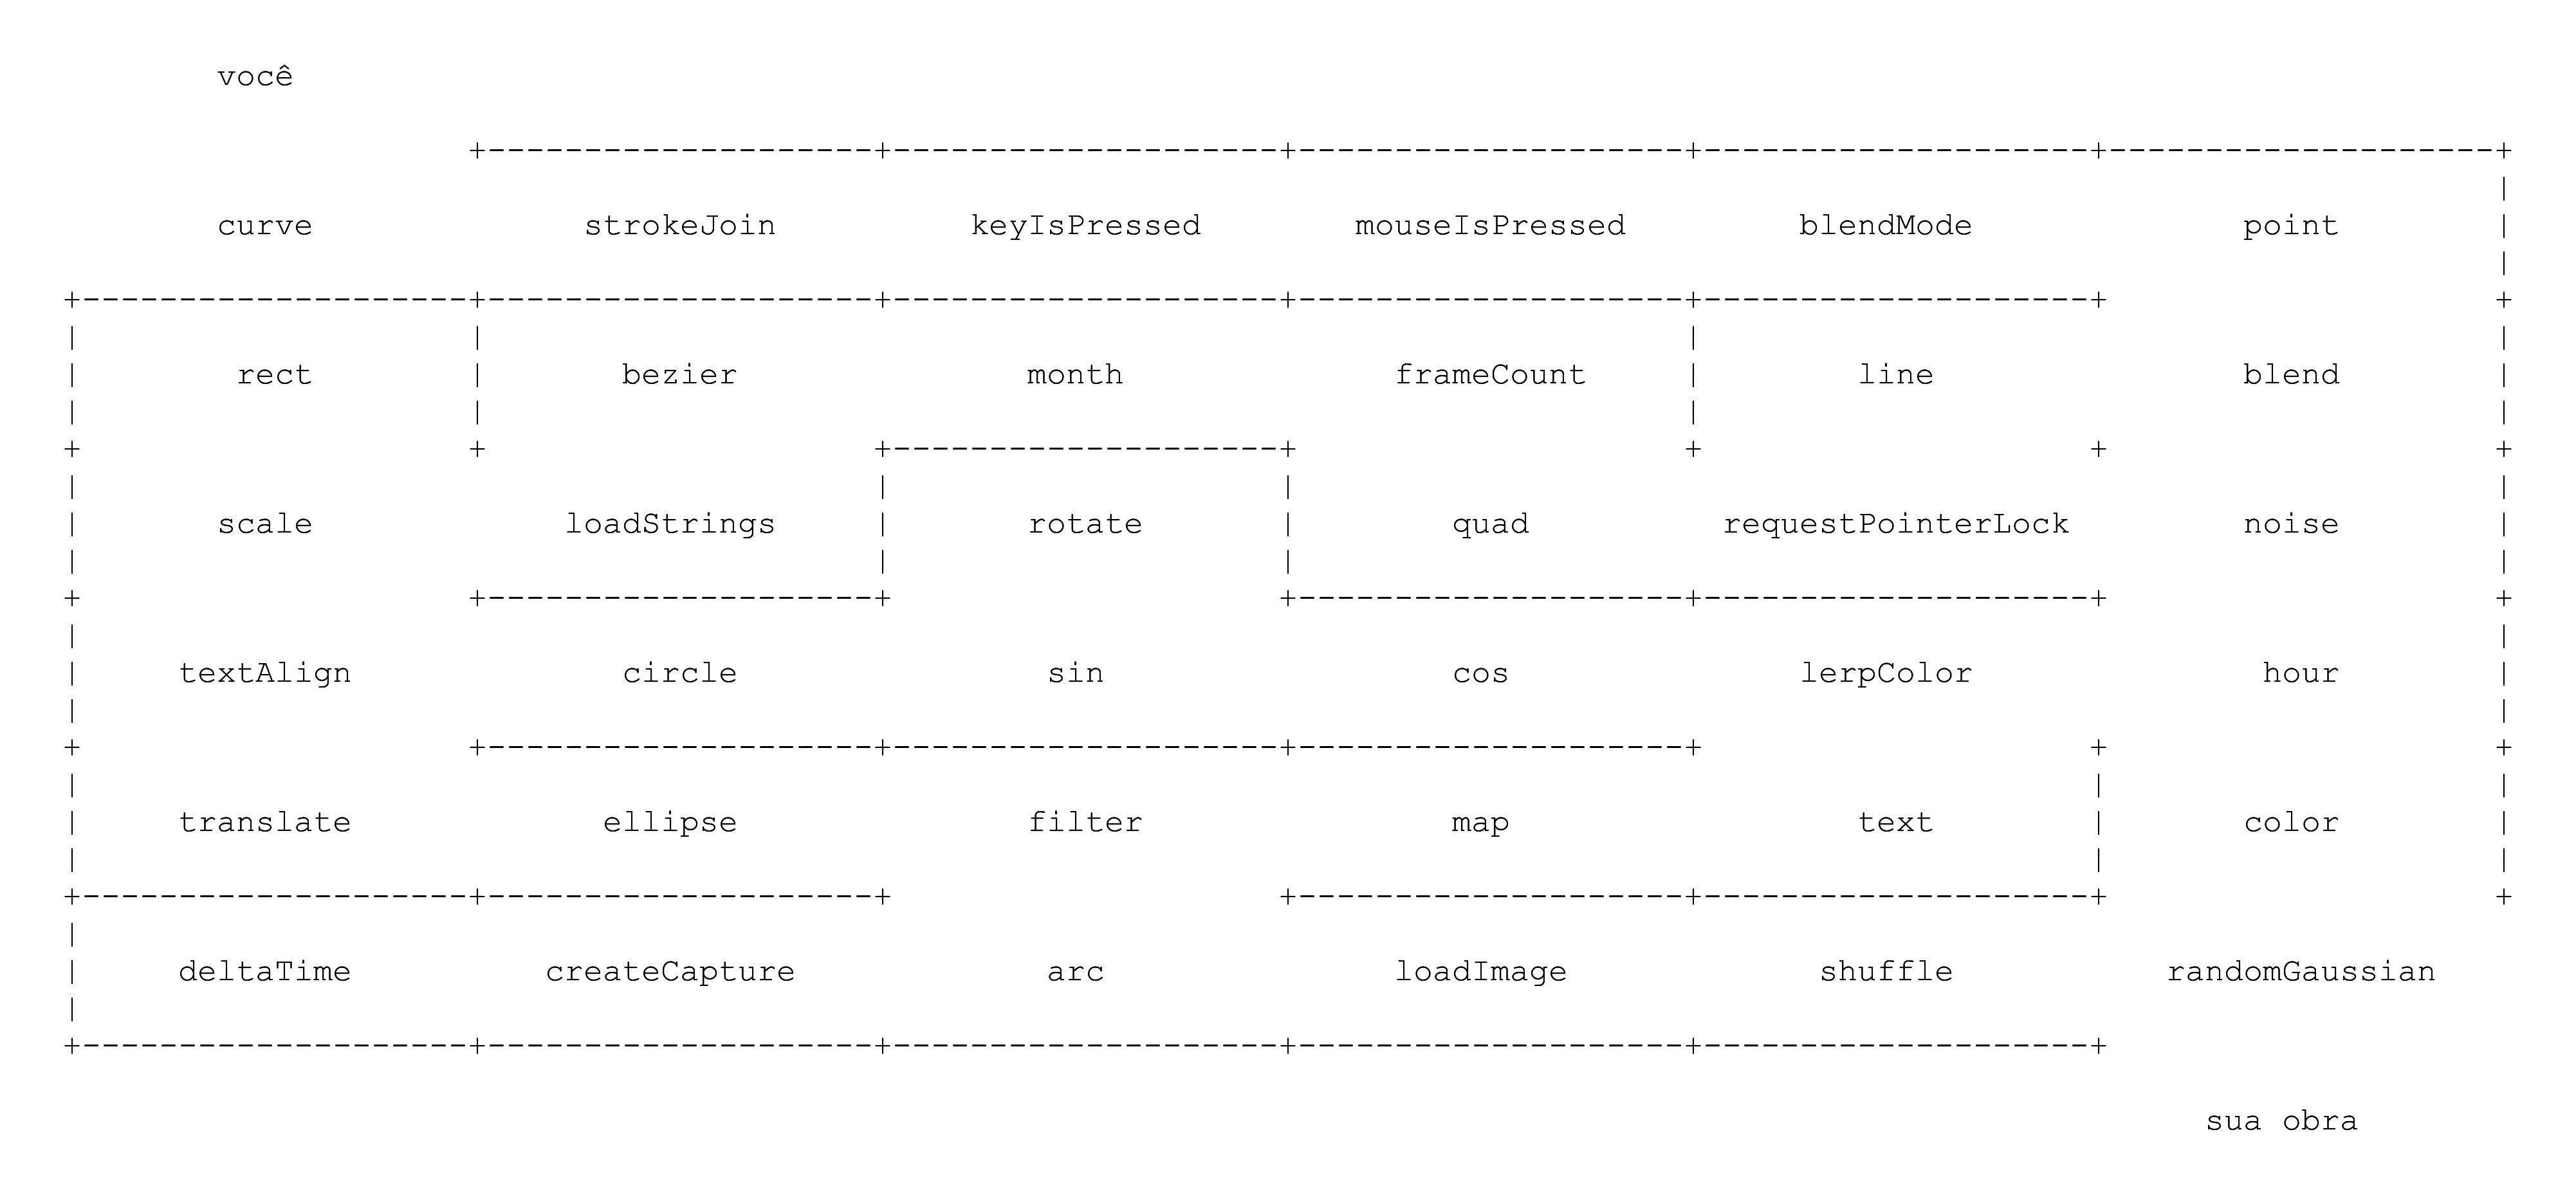 você
curve strokeJoin keyIsPressed mouseIsPressed blendMode point
rect bezier month frameCount line blend
scale loadStrings rotate quad requestPointerLock noise
textAlign circle sin cos lerpColor hour
translate ellipse filter map text color
deltaTime createCapture arc loadImage shuffle randomGaussian
sua obra